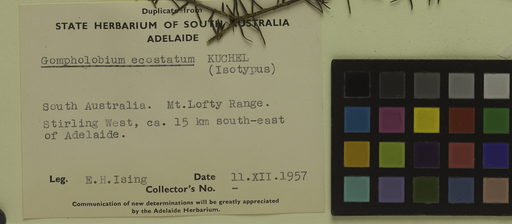 Duplicate from
STATE HERBARIUM OF SOUTH AUSTRALIA
ADELAIDE
Gompholobium ecostatum KUCHEL
(Isotypus)
South Australia. Mt.Lofty Range.
Stirling West, ca. 15 km south-east
of Adelaide.
Leg. E.H.Ising Date 11.XII.1957
Collector's No. –
Communication of new determinations will be greatly appreciated
by the Adelaide Herbarium.